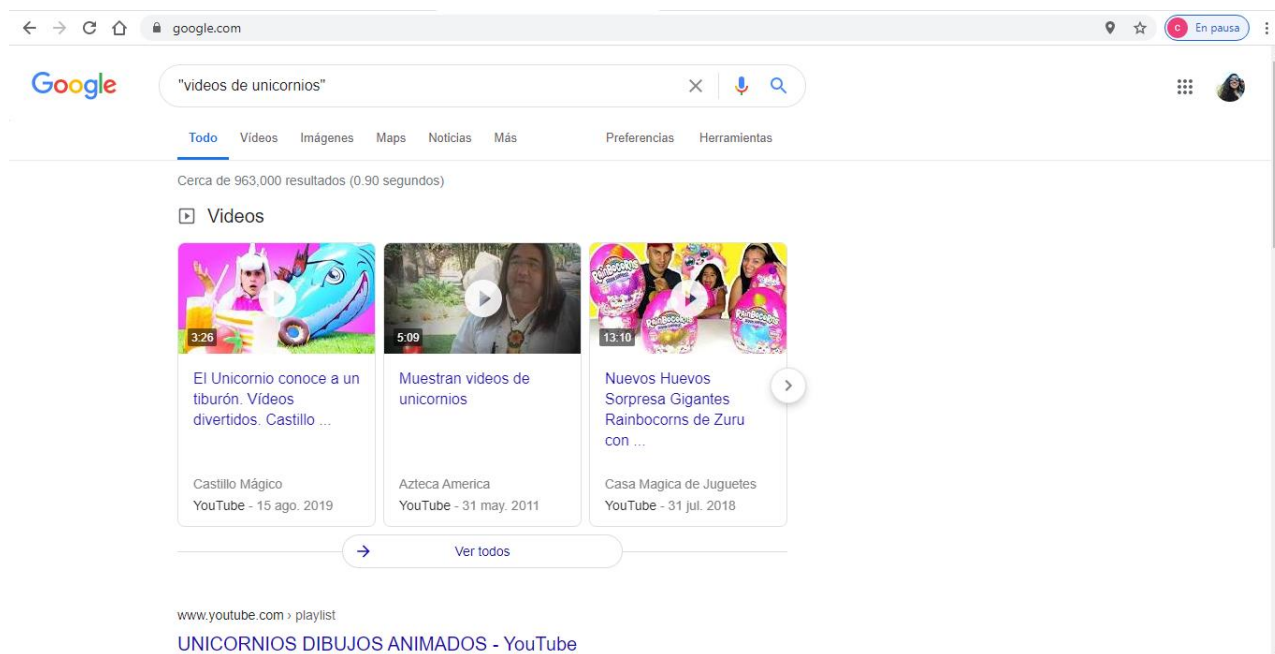 google.com
C
En pausa
Google
"videos de unicornios"
Todo Vídeos Imágenes Maps Noticias Más Preferencias Herramientas
Cerca de 963,000 resultados (0.90 segundos)
Videos
3:26
El Unicornio conoce a un
tiburón. Vídeos
divertidos. Castillo ...
Castillo Mágico
YouTube - 15 ago. 2019
5:09
Muestran videos de
unicornios
Azteca America
YouTube - 31 may. 2011
RainBocoRns
RainBocoRns
RainBocoRns
13:10
Nuevos Huevos
Sorpresa Gigantes
Rainbocorns de Zuru
con ...
Casa Magica de Juguetes
YouTube - 31 jul. 2018
Ver todos
www.youtube.com › playlist
UNICORNIOS DIBUJOS ANIMADOS - YouTube